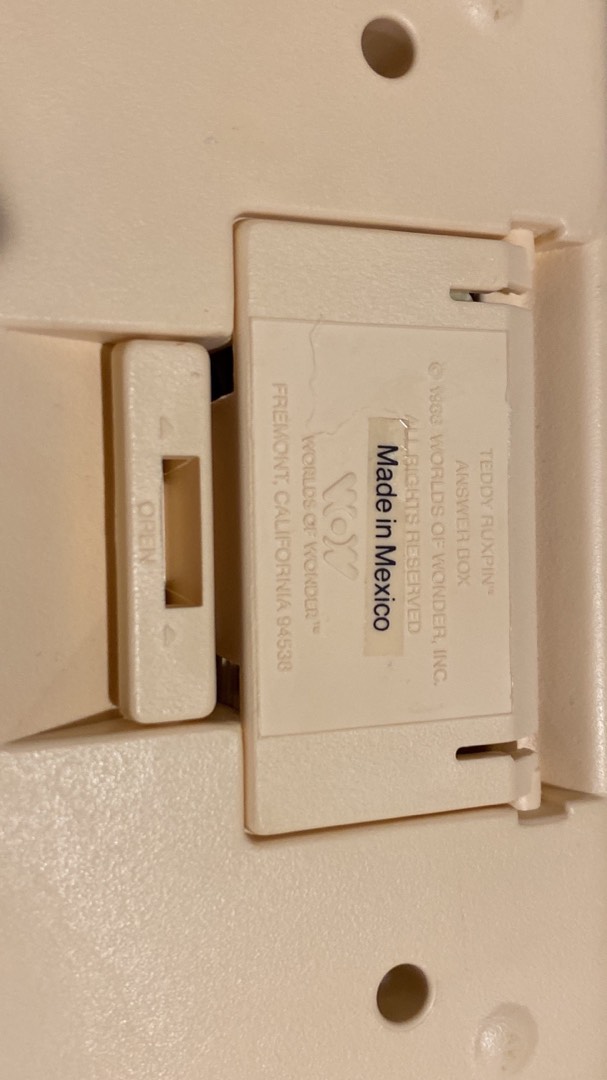 TEDDY RUXPIN™
ANSWER BOX
WORLDS OF WONDER, INC.
ALL RIGHTS RESERVED
Made in Mexico
WOW
WORLDS OF WONDER™
FREMONT, CALIFORNIA 94538
OPEN